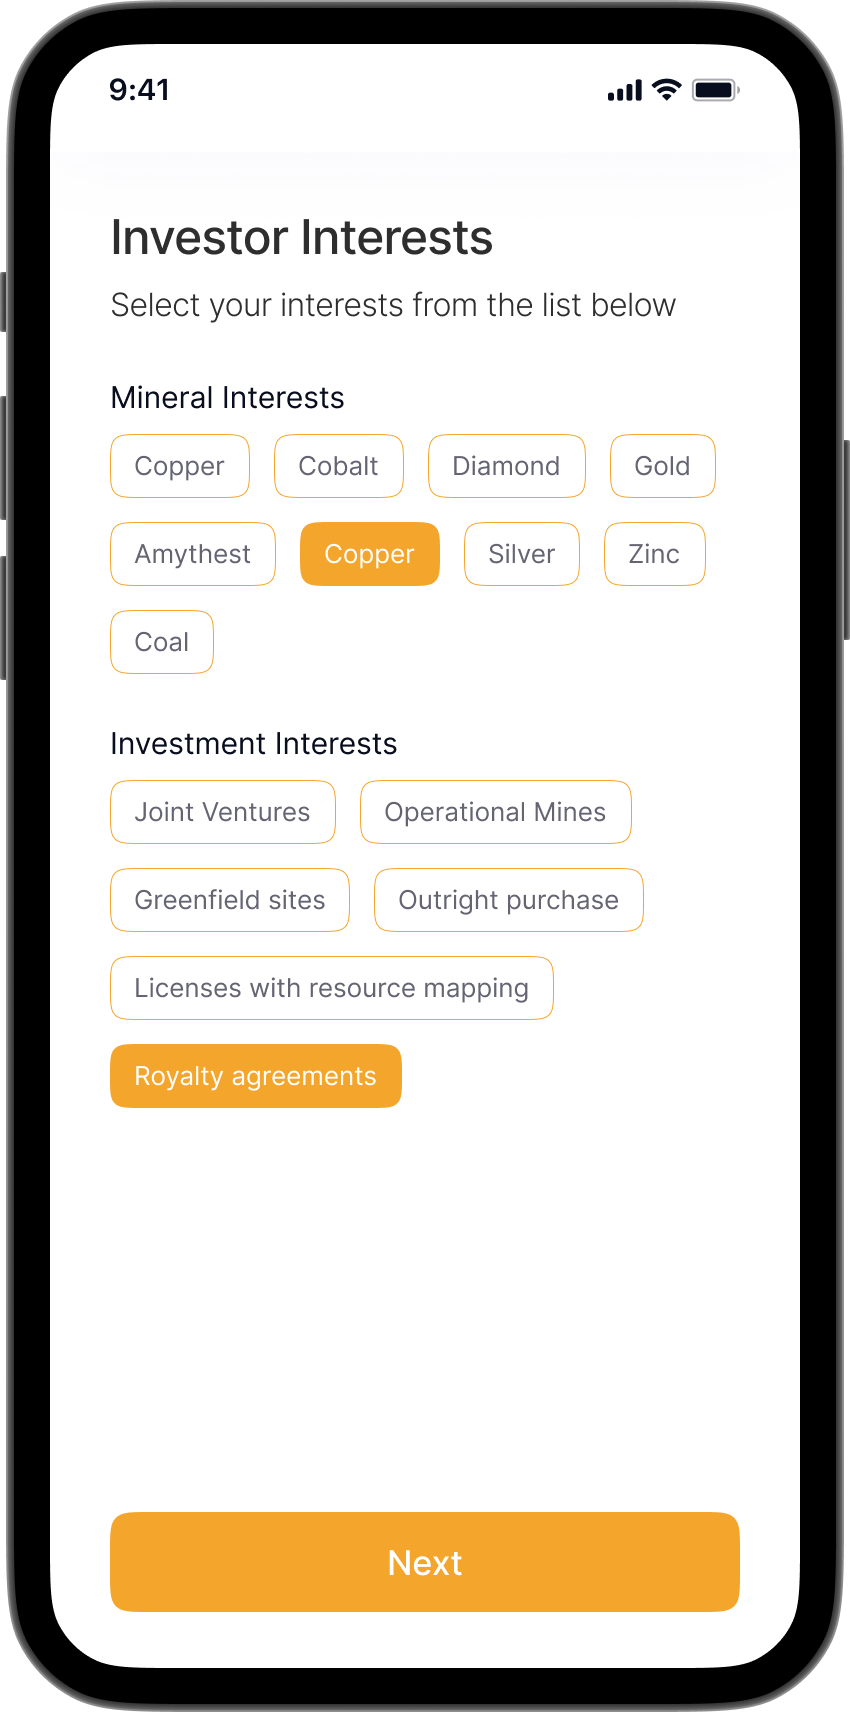 9:41
Investor Interests
Select your interests from the list below
Mineral Interests
Copper Cobalt Diamond Gold
Amythest Copper Silver Zinc
Coal
Investment Interests
Joint Ventures Operational Mines
Greenfield sites Outright purchase
Licenses with resource mapping
Royalty agreements
Next